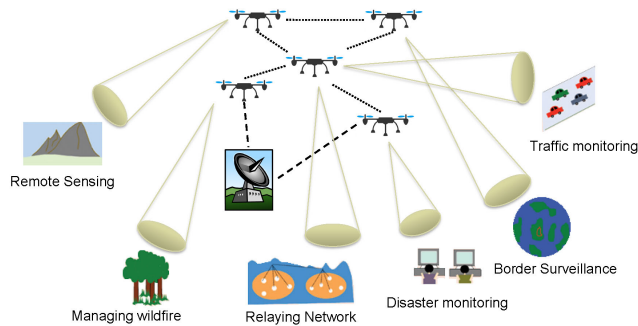 Traffic monitoring
Remote Sensing
Border Surveillance
Disaster monitoring
Managing wildfire
Relaying Network